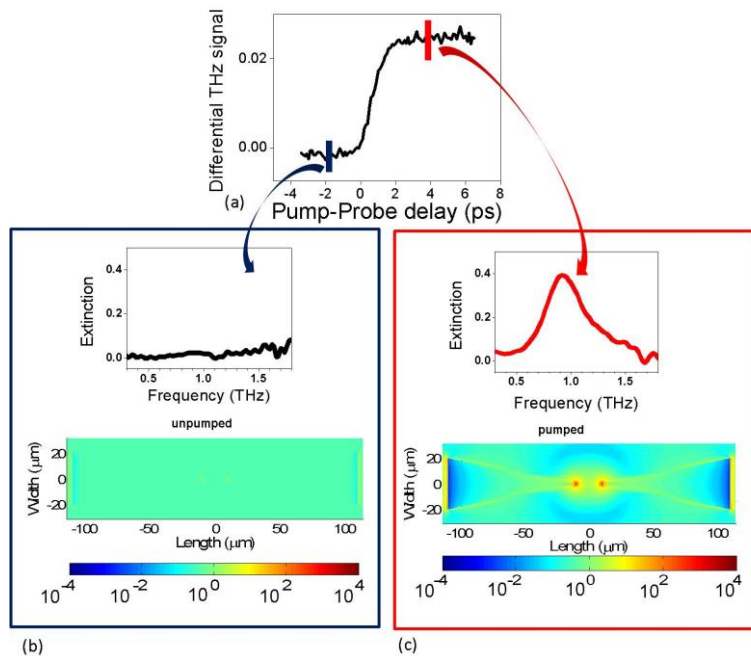 Differential THz signal
0.02
0.00
-4 -2 0 2 4 6 8
(a) Pump-Probe delay (ps)
Extinction
0.4
0.2
0.0
0.5 1.0 1.5
Frequency (THz)
unpumped
Width (μm)
20
0
-20
-100 -50 0 50 100
Length (μm)
10-4 10-2 100 102 104
(b)
Extinction
0.4
0.2
0.0
0.5 1.0 1.5
Frequency (THz)
pumped
Width (μm)
20
0
-20
-100 -50 0 50 100
Length (μm)
10-4 10-2 100 102 104
(c)